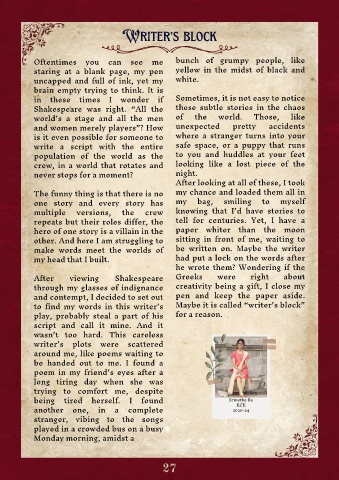 WRITER'S BLOCK
Oftentimes you can see me
staring at a blank page, my pen
uncapped and full of ink, yet my
brain empty trying to think. It is
in these times I wonder if
Shakespeare was right. "All the
world's a stage and all the men
and women merely players"? How
is it even possible for someone to
write a script with the entire
population of the world as the
crew, in a world that rotates and
never stops for a moment?
The funny thing is that there is no
one story and every story has
multiple versions, the crew
repeats but their roles differ, the
hero of one story is a villain in the
other. And here I am struggling to
make words meet the worlds of
my head that I built.
After viewing Shakespeare
through my glasses of indignance
and contempt, I decided to set out
to find my words in this writer's
play, probably steal a part of his
script and call it mine. And it
wasn't too hard. This careless
writer's plots were scattered
around me, like poems waiting to
be handed out to me. I found a
poem in my friend's eyes after a
long tiring day when she was
trying to comfort me, despite
being tired herself. I found
another one, in a complete
stranger, vibing to the songs
played in a crowded bus on a busy
Monday morning, amidst a
bunch of grumpy people, like
yellow in the midst of black and
white.
Sometimes, it is not easy to notice
these subtle stories in the chaos
of the world. Those, like
unexpected pretty accidents
where a stranger turns into your
safe space, or a puppy that runs
to you and huddles at your feet
looking like a lost piece of the
night.
After looking at all of these, I took
my chance and loaded them all in
my bag, smiling to myself
knowing that I'd have stories to
tell for centuries. Yet, I have a
paper whiter than the moon
sitting in front of me, waiting to
be written on. Maybe the writer
had put a lock on the words after
he wrote them? Wondering if the
Greeks were right about
creativity being a gift, I close my
pen and keep the paper aside.
Maybe it is called "writer's block"
for a reason.
ECE
2020-24
27